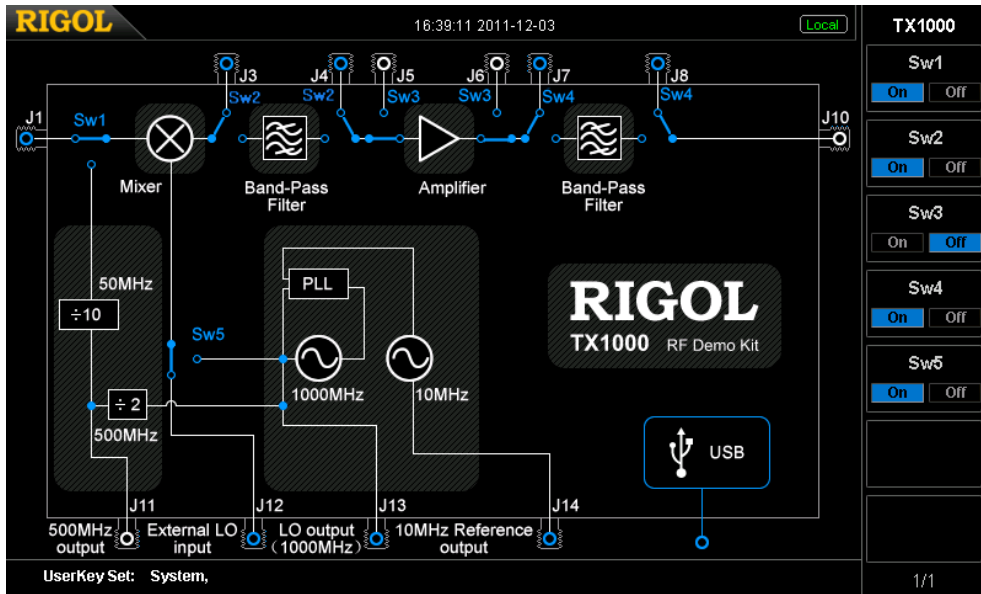 RIGOL
16:39:11 2011-12-03
Local
TX1000
J3
J4
J5
J6
J7
J8
Sw2
Sw2
Sw3
Sw3
Sw4
Sw4
J1
Sw1
J10
Mixer
Band-Pass
Filter
Amplifier
Band-Pass
Filter
50MHz
÷10
÷ 2
500MHz
Sw5
PLL
1000MHz
10MHz
RIGOL
TX1000 RF Demo Kit
USB
J11
J12
J13
J14
500MHz
output
External LO
input
LO output
(1000MHz)
10MHz Reference
output
UserKey Set: System,
Sw1
On Off
Sw2
On Off
Sw3
On Off
Sw4
On Off
Sw5
On Off
1/1